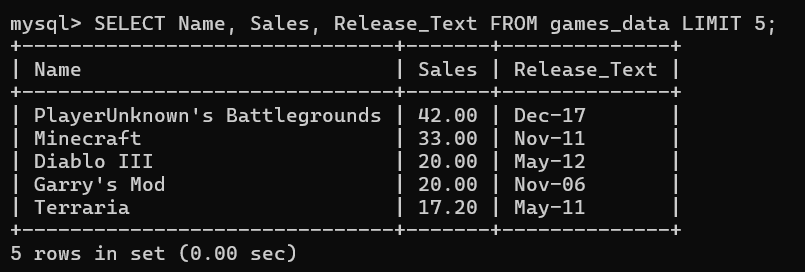 mysql> SELECT Name, Sales, Release_Text FROM games_data LIMIT 5;
+-------------------------------+-------+--------------+
| Name                          | Sales | Release_Text |
+-------------------------------+-------+--------------+
| PlayerUnknown's Battlegrounds | 42.00 | Dec-17       |
| Minecraft                     | 33.00 | Nov-11       |
| Diablo III                    | 20.00 | May-12       |
| Garry's Mod                   | 20.00 | Nov-06       |
| Terraria                      | 17.20 | May-11       |
+-------------------------------+-------+--------------+
5 rows in set (0.00 sec)